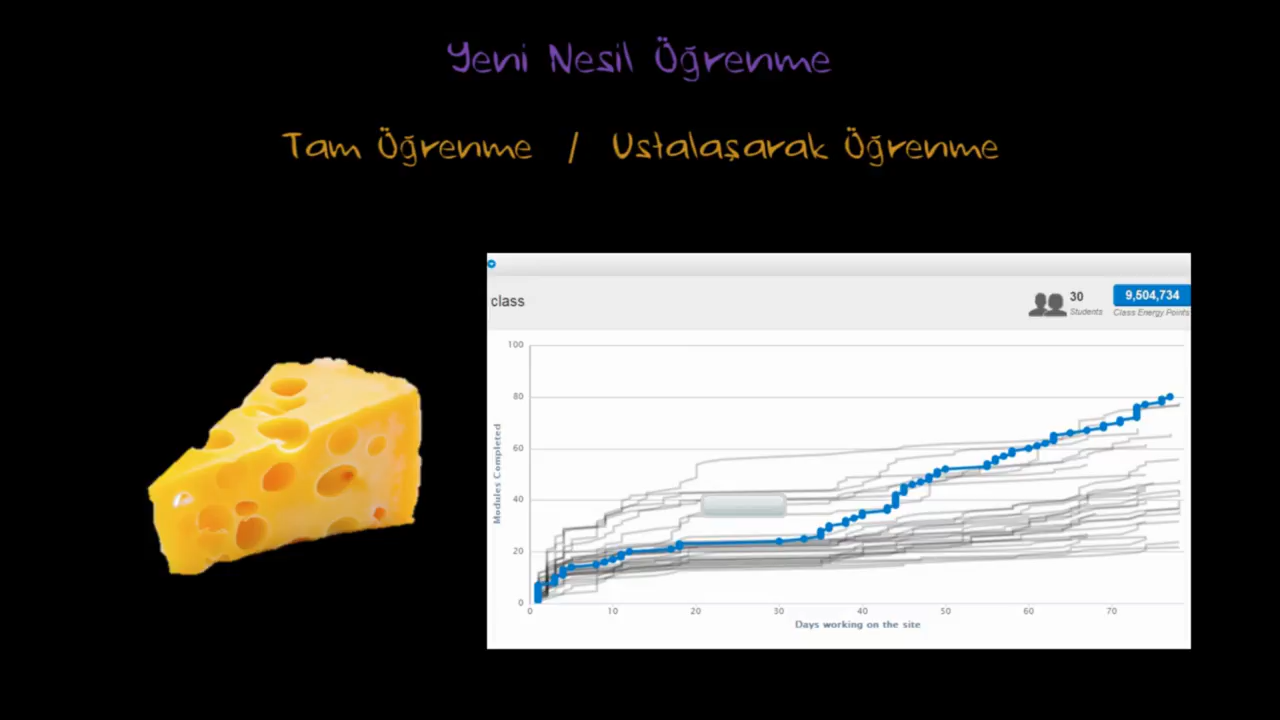 Yeni Nesil Öğrenme
Tam Öğrenme / Ustalaşarak Öğrenme
class
30
Students
9,504,734
Class Energy Points
100
80
60
40
20
0
Modules Completed
0 10 20 30 40 50 60 70
Days working on the site